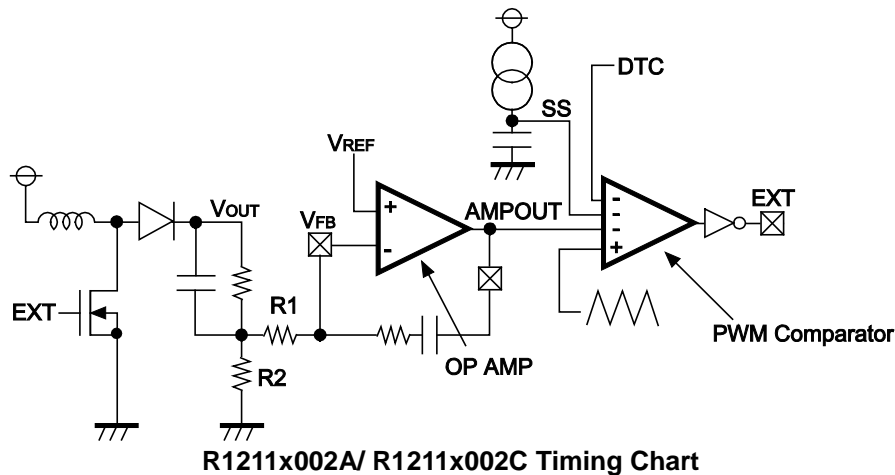 DTC
SS
VREF
EXT
VOUT
VFB
AMPOUT
+
-
-
-
-
+
EXT
R1
PWM Comparator
R2
OP AMP
R1211x002A/ R1211x002C Timing Chart